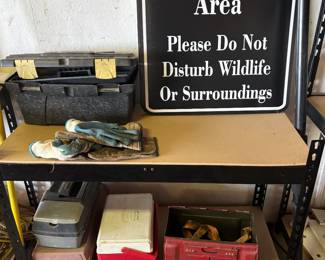 Area
Please Do Not
Disturb Wildlife
Or Surroundings